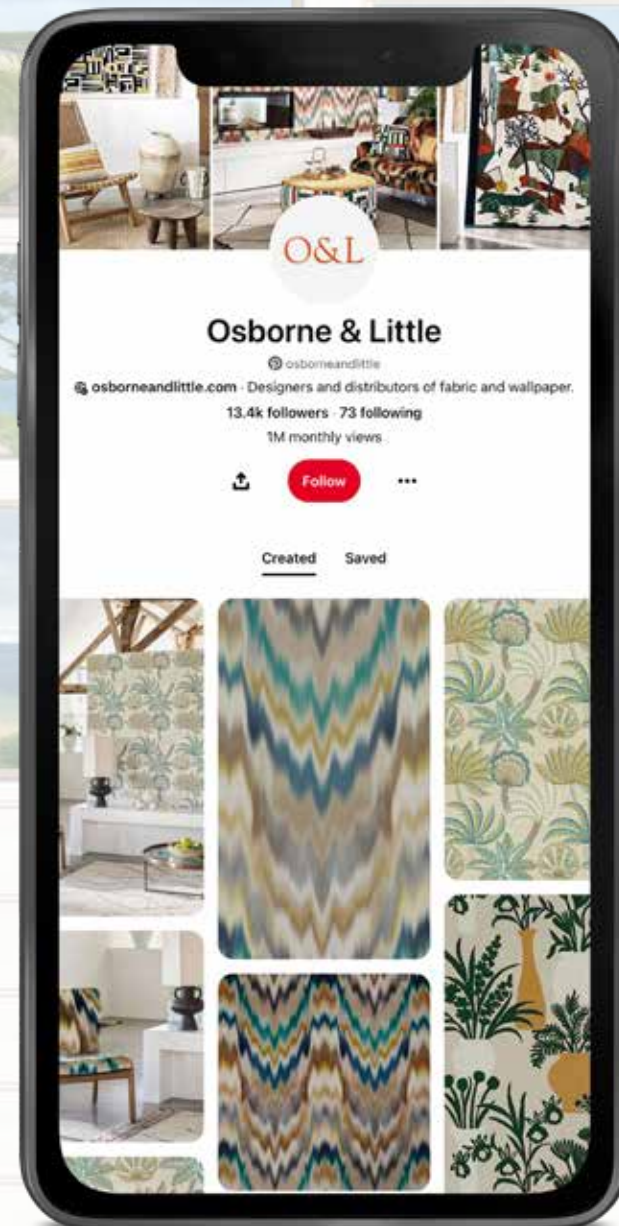 O&L
Osborne & Little
osborneandlittle
osborneandlittle.com · Designers and distributors of fabric and wallpaper.
13.4k followers · 73 following
1M monthly views
Follow
Created Saved